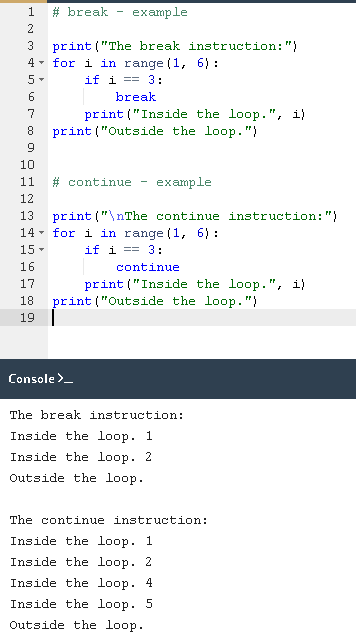 1 # break - example
2
3 print("The break instruction:")
4 for i in range(1, 6):
5     if i == 3:
6         break
7     print("Inside the loop.", i)
8 print("Outside the loop.")
9
10
11 # continue - example
12
13 print("\nThe continue instruction:")
14 for i in range(1, 6):
15     if i == 3:
16         continue
17     print("Inside the loop.", i)
18 print("Outside the loop.")
19
Console>_
The break instruction:
Inside the loop. 1
Inside the loop. 2
Outside the loop.

The continue instruction:
Inside the loop. 1
Inside the loop. 2
Inside the loop. 4
Inside the loop. 5
Outside the loop.